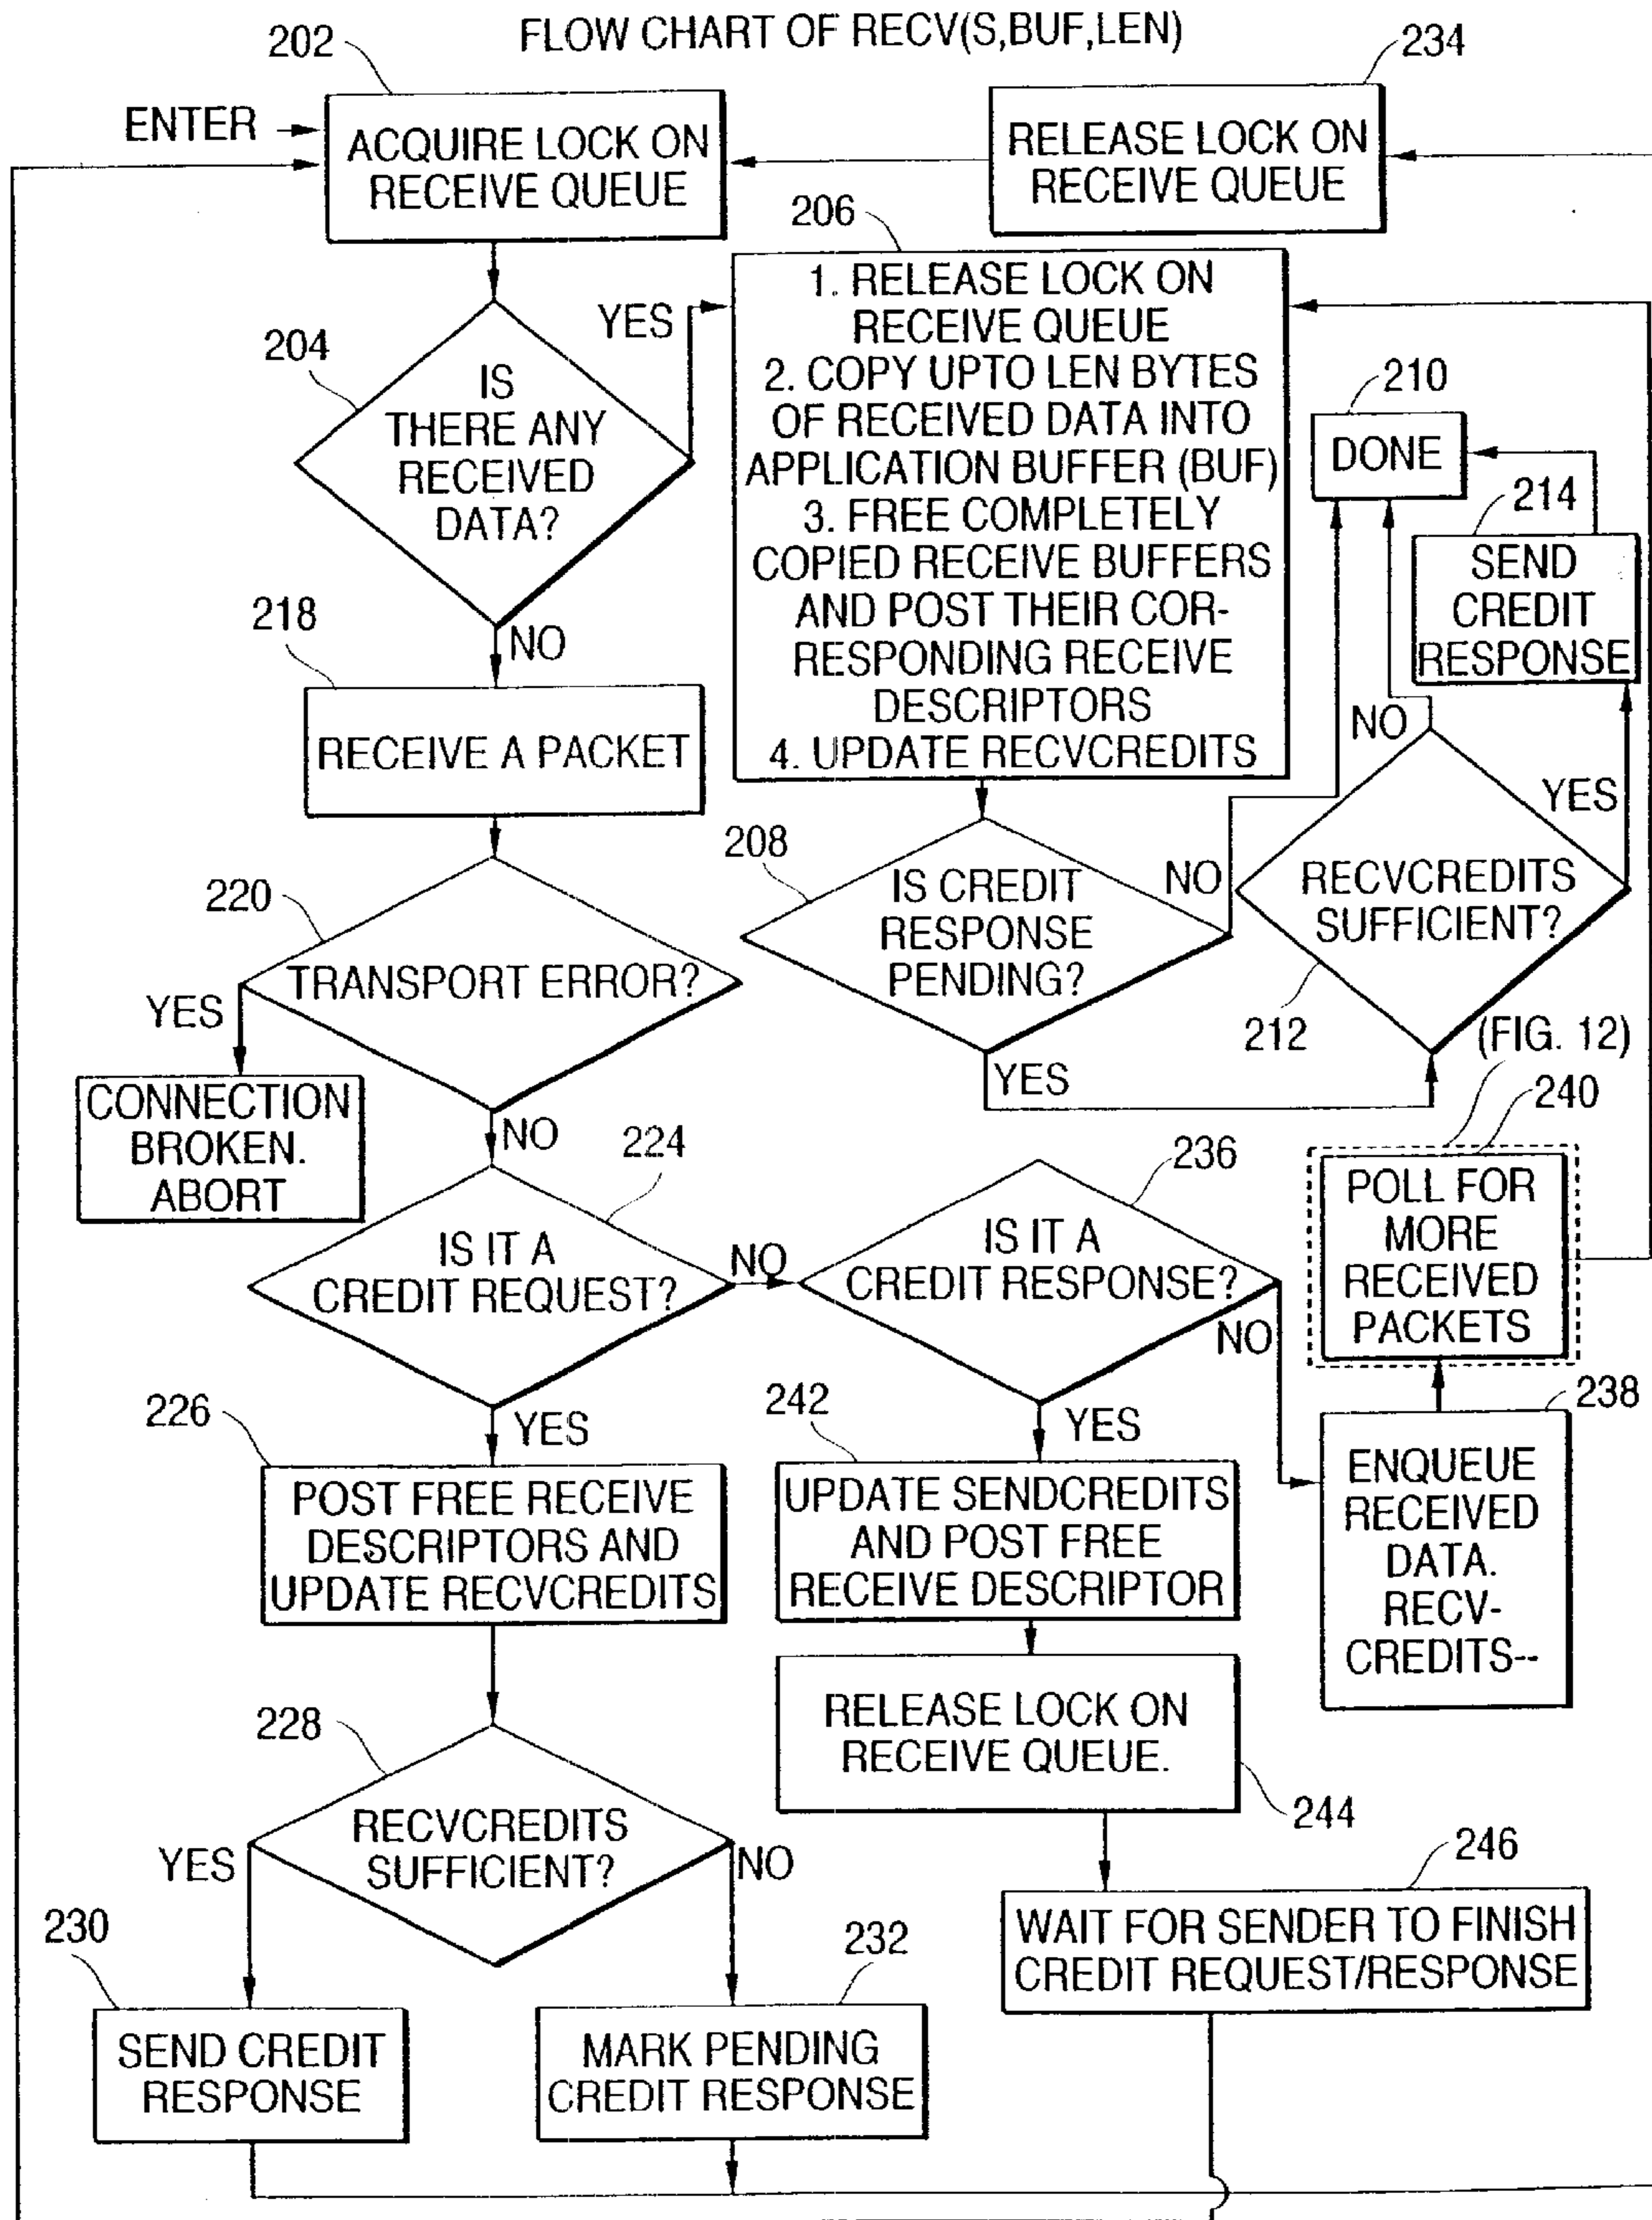 FLOW CHART OF RECV(S,BUF,LEN)
202
234
ENTER
ACQUIRE LOCK ON
RECEIVE QUEUE
RELEASE LOCK ON
RECEIVE QUEUE
206
1. RELEASE LOCK ON
RECEIVE QUEUE
2. COPY UPTO LEN BYTES
OF RECEIVED DATA INTO
APPLICATION BUFFER (BUF)
3. FREE COMPLETELY
COPIED RECEIVE BUFFERS
AND POST THEIR COR-
RESPONDING RECEIVE
DESCRIPTORS
4. UPDATE RECVCREDITS
YES
204
IS
THERE ANY
RECEIVED
DATA?
NO
210
DONE
214
SEND
CREDIT
RESPONSE
218
RECEIVE A PACKET
NO
YES
208
IS CREDIT
RESPONSE
PENDING?
NO
YES
RECVCREDITS
SUFFICIENT?
212
220
TRANSPORT ERROR?
YES
NO
CONNECTION
BROKEN.
ABORT
(FIG. 12)
240
POLL FOR
MORE
RECEIVED
PACKETS
224
IS IT A
CREDIT REQUEST?
NO
YES
236
IS IT A
CREDIT RESPONSE?
NO
YES
238
ENQUEUE
RECEIVED
DATA.
RECV-
CREDITS--
226
POST FREE RECEIVE
DESCRIPTORS AND
UPDATE RECVCREDITS
242
UPDATE SENDCREDITS
AND POST FREE
RECEIVE DESCRIPTOR
RELEASE LOCK ON
RECEIVE QUEUE.
244
228
RECVCREDITS
SUFFICIENT?
YES
NO
246
WAIT FOR SENDER TO FINISH
CREDIT REQUEST/RESPONSE
230
SEND CREDIT
RESPONSE
232
MARK PENDING
CREDIT RESPONSE